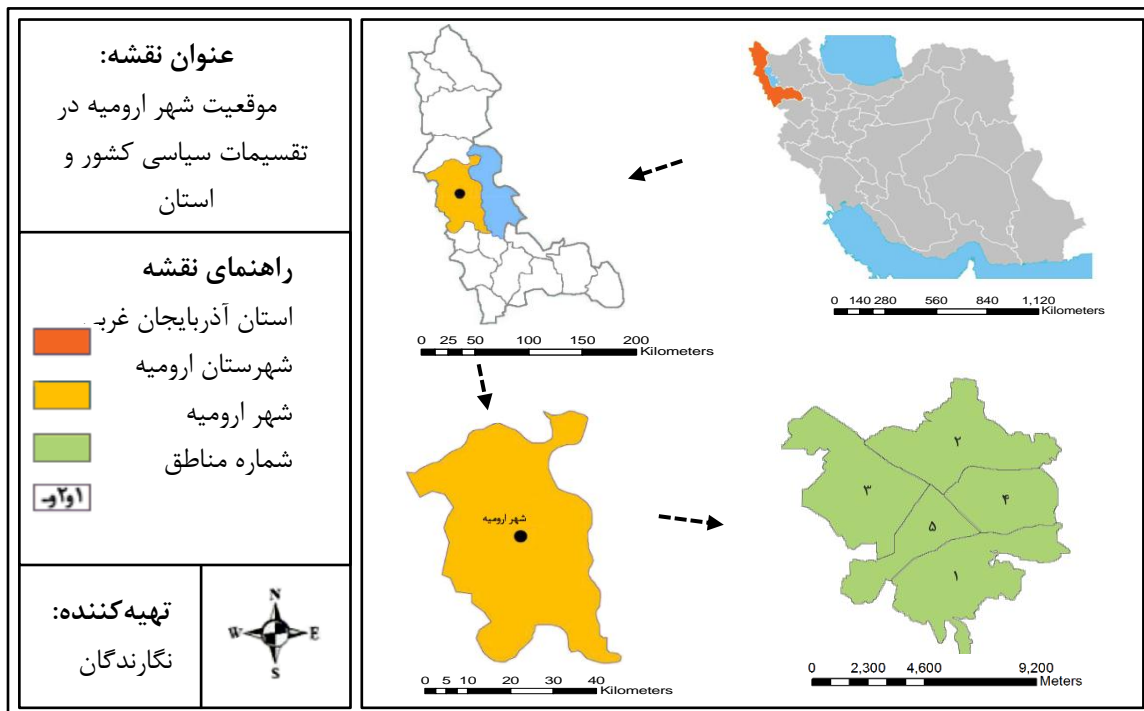 عنوان نقشه:
موقعیت شهر ارومیه در
تقسیمات سیاسی کشور و
استان
راهنمای نقشه
استان آذربایجان غربـ
شهرستان ارومیه
شهر ارومیه
شماره مناطق
۱و۲وـ
تهیه‌کننده:
نگارندگان
N
W E
S
0 140 280 560 840 1,120
Kilometers
0 25 50 100 150 200
Kilometers
شهر ارومیه
0 5 10 20 30 40
Kilometers
۲
۳
۴
۵
۱
0 2,300 4,600 9,200
Meters